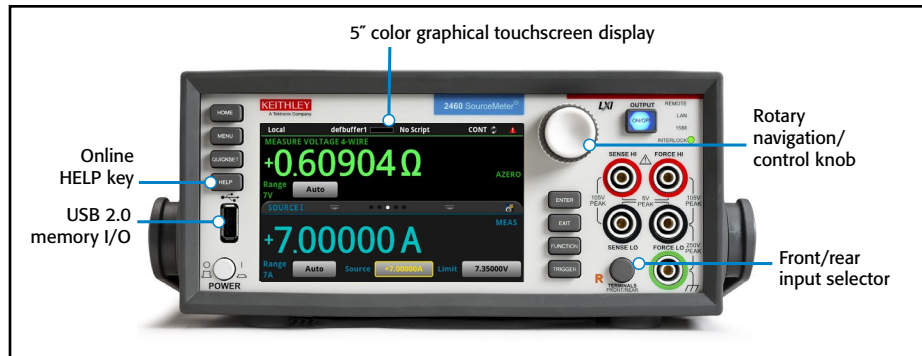 5″ color graphical touchscreen display
HOME
MENU
QUICKSET
HELP
Online
HELP key
USB 2.0
memory I/O
POWER
KEITHLEY
A Tektronix Company
2460 SourceMeter®
Local defbuffer1 No Script CONT
MEASURE VOLTAGE 4-WIRE
+0.60904 Ω
AZERO
Range
7V
Auto
SOURCE I
MEAS
+7.00000 A
Range
7A
Auto Source +7.00000A Limit 7.35000V
LXI
OUTPUT
ON/OFF
REMOTE
LAN
1588
INTERLOCK
Rotary
navigation/
control knob
ENTER
EXIT
FUNCTION
TRIGGER
SENSE HI FORCE HI
105V
PEAK
6V
PEAK
105V
PEAK
SENSE LO FORCE LO
250V
PEAK
R
TERMINALS
FRONT/REAR
Front/rear
input selector